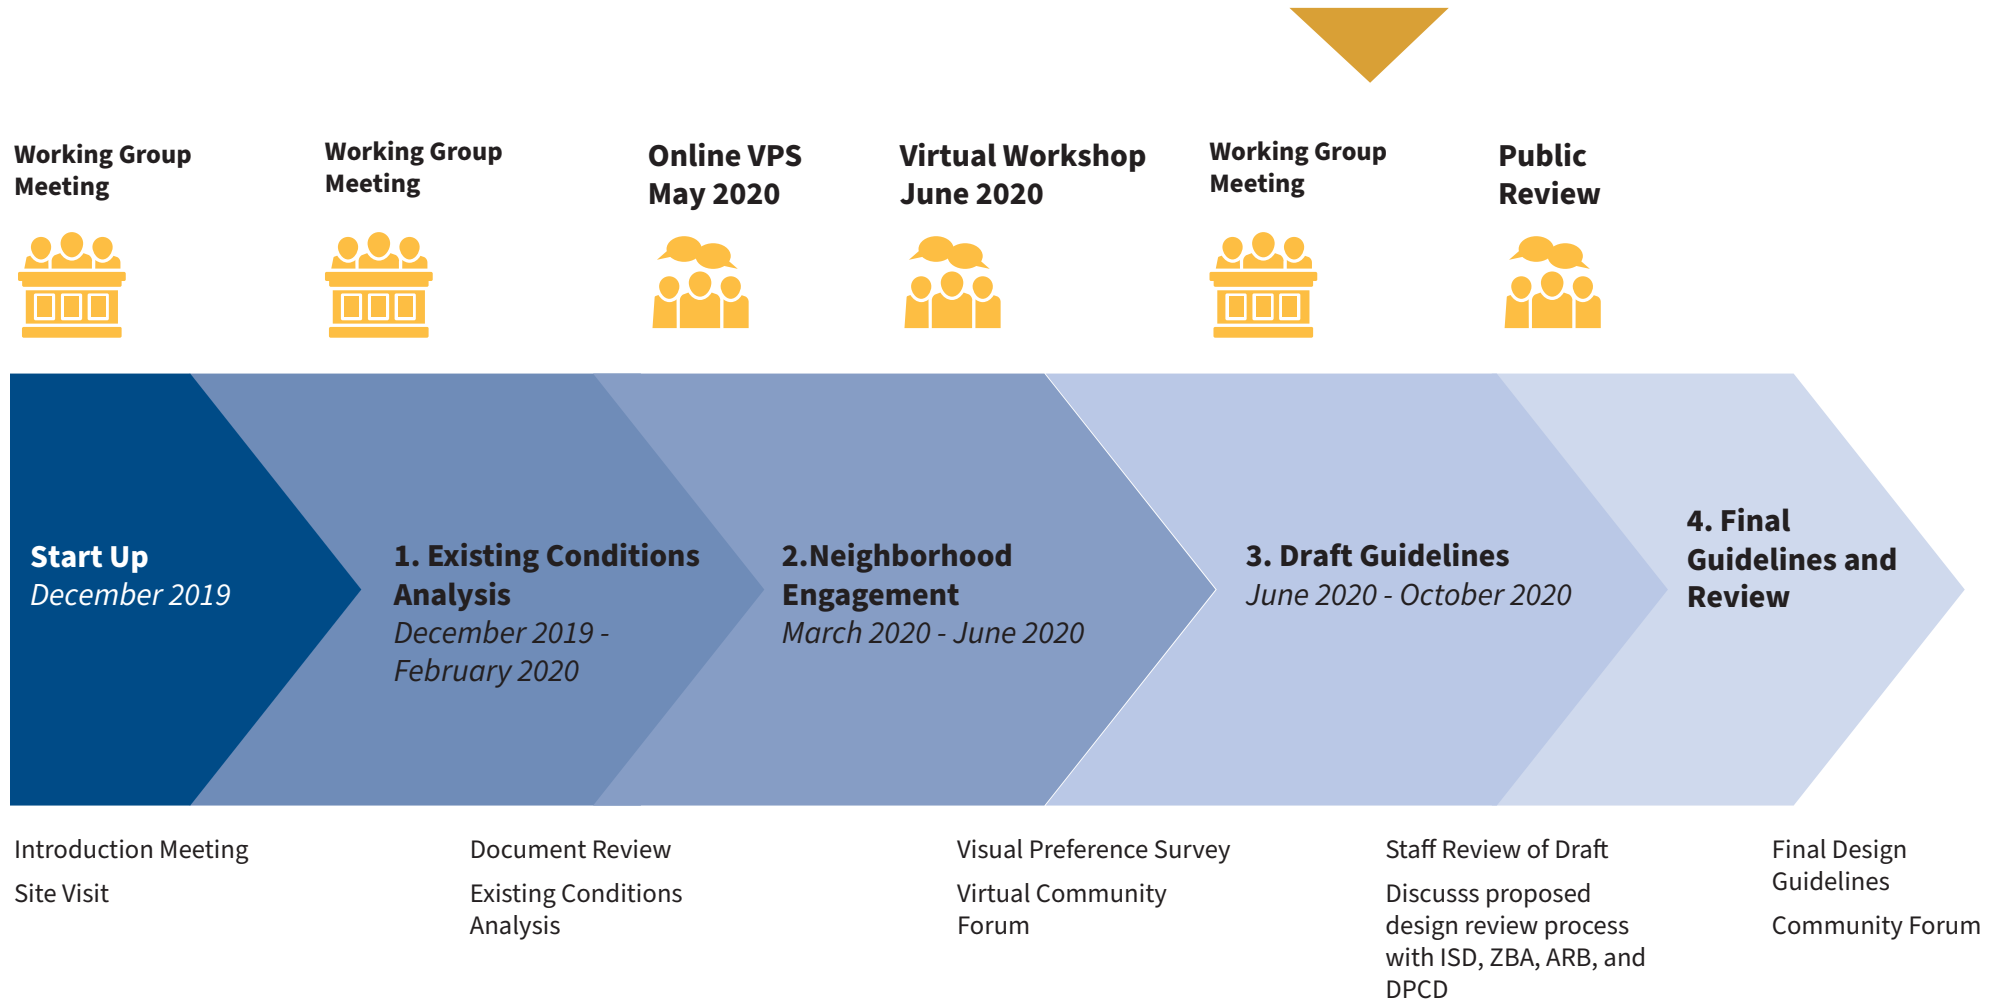 Working Group
Meeting
Working Group
Meeting
Online VPS
May 2020
Virtual Workshop
June 2020
Working Group
Meeting
Public
Review
Start Up
December 2019
1. Existing Conditions
Analysis
December 2019 -
February 2020
2.Neighborhood
Engagement
March 2020 - June 2020
3. Draft Guidelines
June 2020 - October 2020
4. Final
Guidelines and
Review
Introduction Meeting
Site Visit
Document Review
Existing Conditions
Analysis
Visual Preference Survey
Virtual Community
Forum
Staff Review of Draft
Discusss proposed
design review process
with ISD, ZBA, ARB, and
DPCD
Final Design
Guidelines
Community Forum